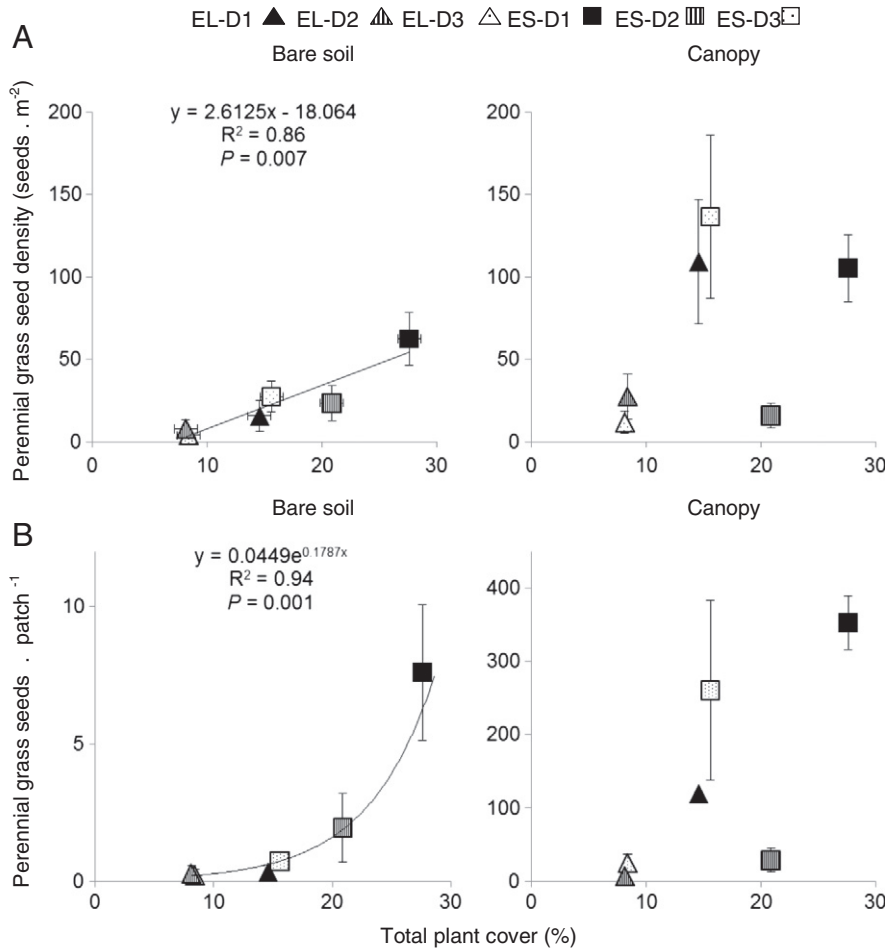 EL-D1 EL-D2 EL-D3 ES-D1 ES-D2 ES-D3
A
Bare soil Canopy
Perennial grass seed density (seeds . m-2)
200
150
100
50
0
y = 2.6125x - 18.064
R2 = 0.86
P = 0.007
0 10 20 30
200
150
100
50
0
0 10 20 30
Bare soil Canopy
B
Perennial grass seeds . patch -1
10
5
0
y = 0.0449e0.1787x
R2 = 0.94
P = 0.001
0 10 20 30
400
300
200
100
0
0 10 20 30
Total plant cover (%)